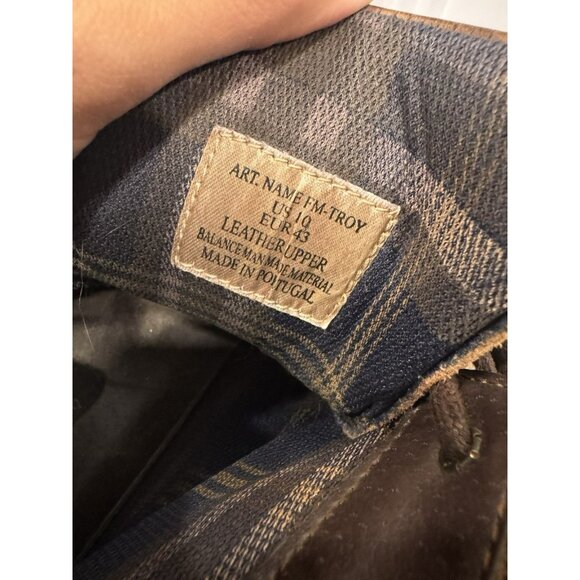 ART. NAME FM-TROY
US 10
EUR 43
LEATHER UPPER
BALANCE MAN MADE MATERIAL
MADE IN PORTUGAL